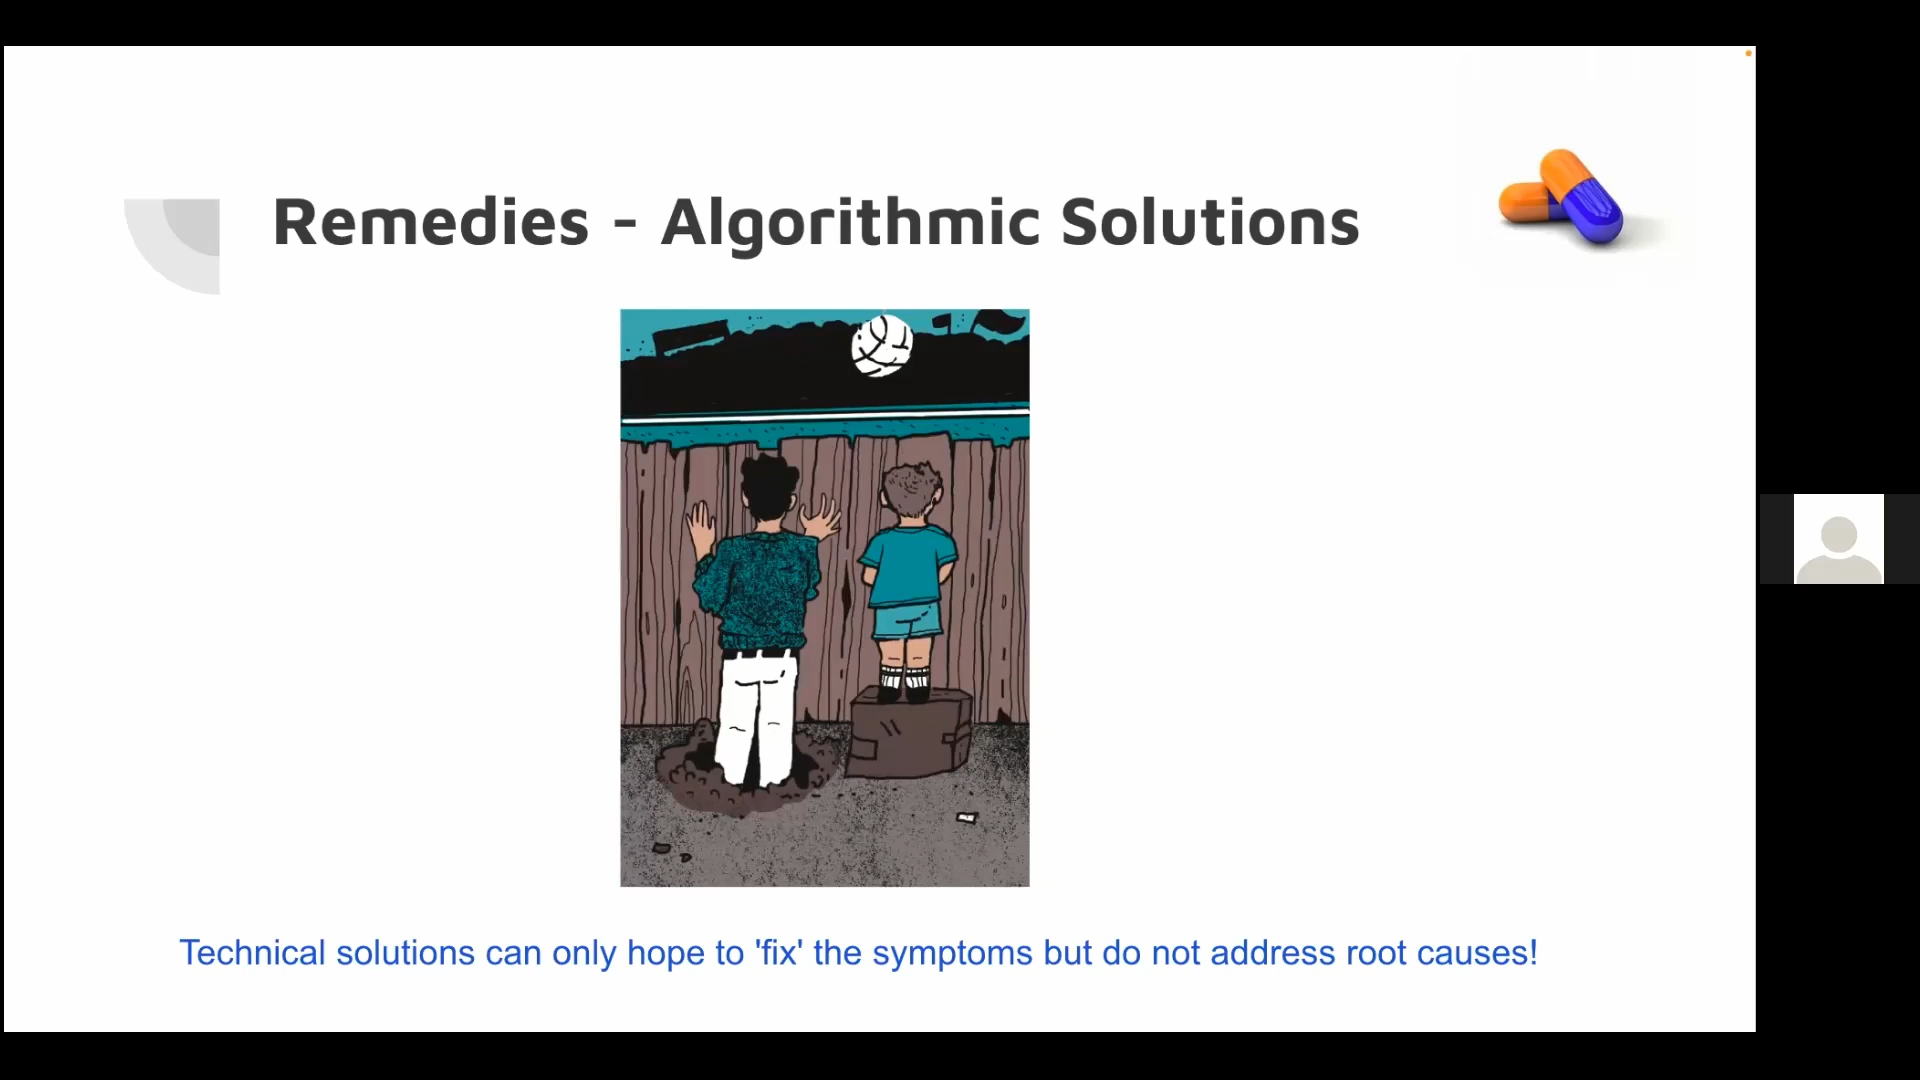 Remedies - Algorithmic Solutions
Technical solutions can only hope to 'fix' the symptoms but do not address root causes!